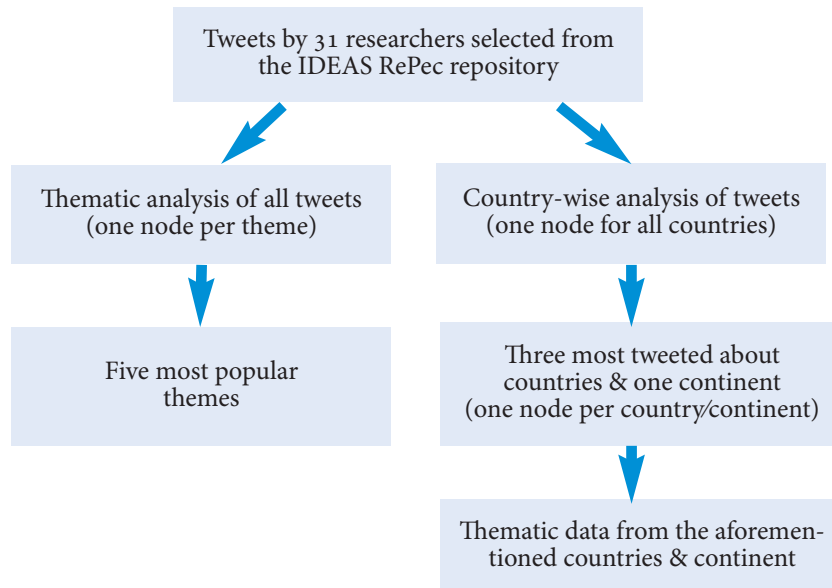 Tweets by 31 researchers selected from
the IDEAS RePec repository
Thematic analysis of all tweets
(one node per theme)
Country-wise analysis of tweets
(one node for all countries)
Five most popular
themes
Three most tweeted about
countries & one continent
(one node per country/continent)
Thematic data from the aforemen-
tioned countries & continent